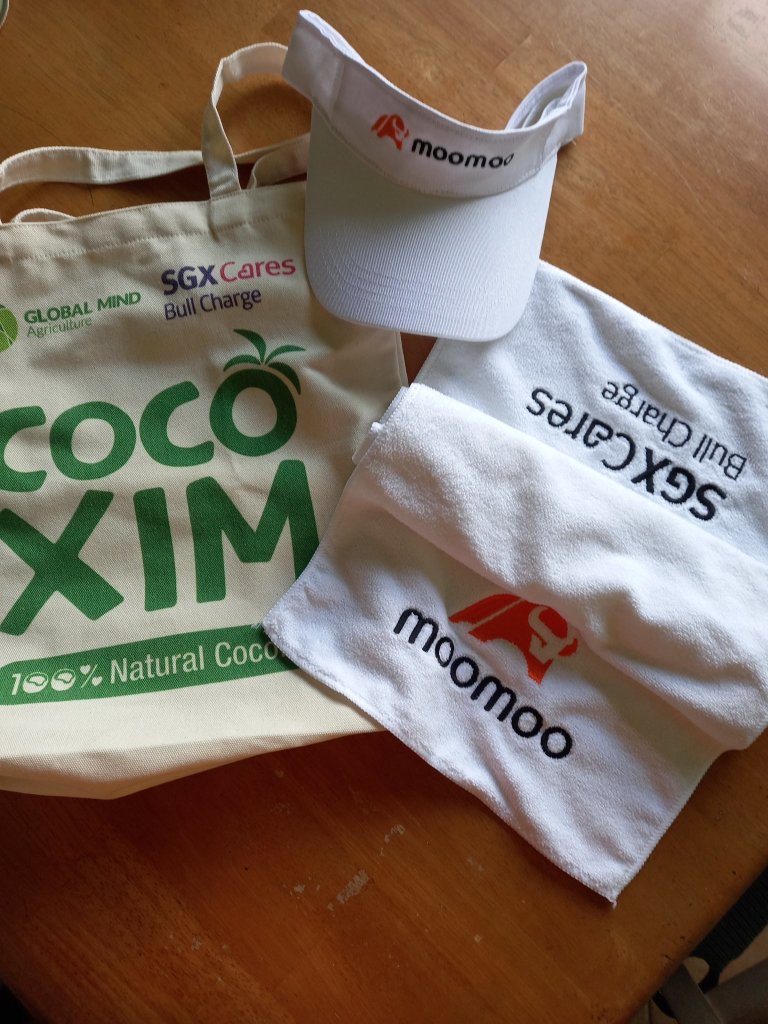 moomoo
GLOBAL MIND
Agriculture
SGX Cares
Bull Charge
COCO
XIM
100% Natural Coco
SGX Cares
Bull Charge
moomoo